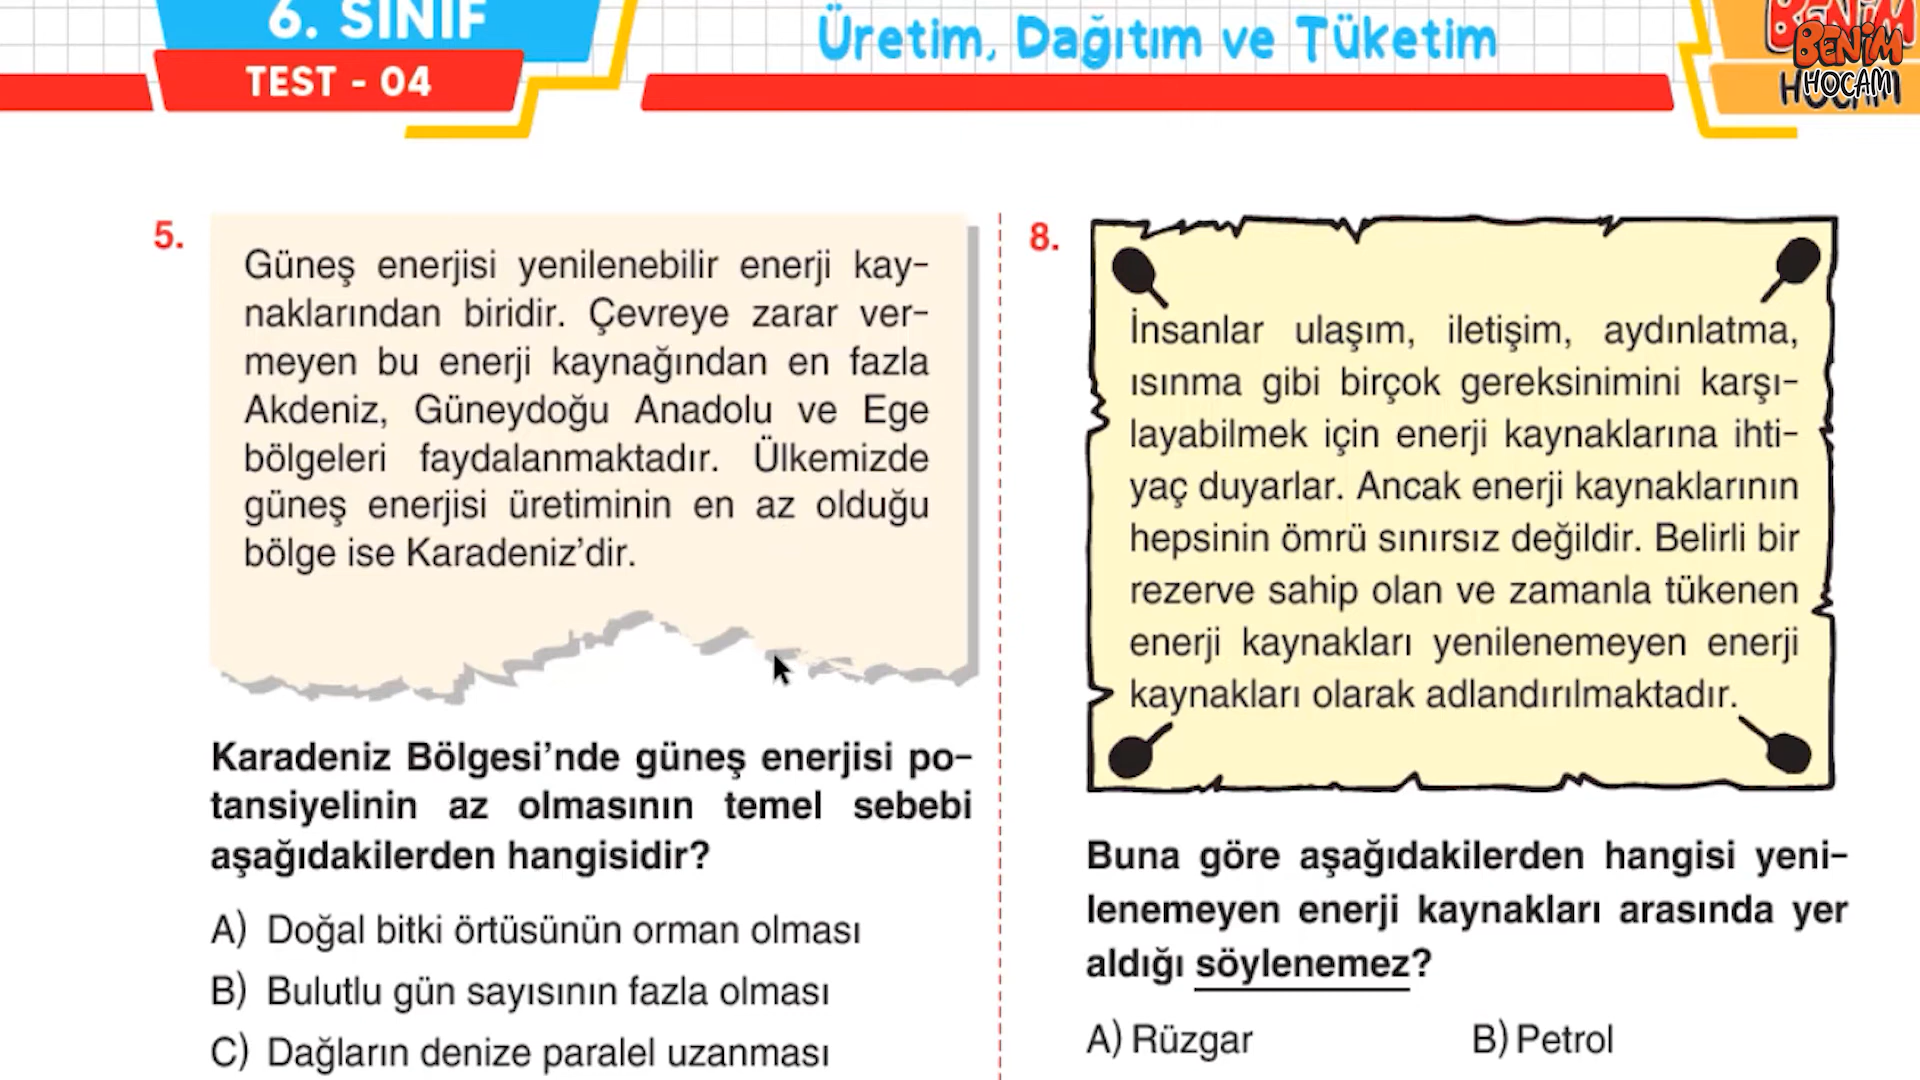 6. SINIF
TEST - 04
Üretim, Dağıtım ve Tüketim
BENİM
HOCAM
5.
Güneş enerjisi yenilenebilir enerji kay-
naklarından biridir. Çevreye zarar ver-
meyen bu enerji kaynağından en fazla
Akdeniz, Güneydoğu Anadolu ve Ege
bölgeleri faydalanmaktadır. Ülkemizde
güneş enerjisi üretiminin en az olduğu
bölge ise Karadeniz’dir.
Karadeniz Bölgesi’nde güneş enerjisi po-
tansiyelinin az olmasının temel sebebi
aşağıdakilerden hangisidir?
A) Doğal bitki örtüsünün orman olması
B) Bulutlu gün sayısının fazla olması
C) Dağların denize paralel uzanması
8.
İnsanlar ulaşım, iletişim, aydınlatma,
ısınma gibi birçok gereksinimini karşı-
layabilmek için enerji kaynaklarına ihti-
yaç duyarlar. Ancak enerji kaynaklarının
hepsinin ömrü sınırsız değildir. Belirli bir
rezerve sahip olan ve zamanla tükenen
enerji kaynakları yenilenemeyen enerji
kaynakları olarak adlandırılmaktadır.
Buna göre aşağıdakilerden hangisi yeni-
lenemeyen enerji kaynakları arasında yer
aldığı söylenemez?
A) Rüzgar B) Petrol